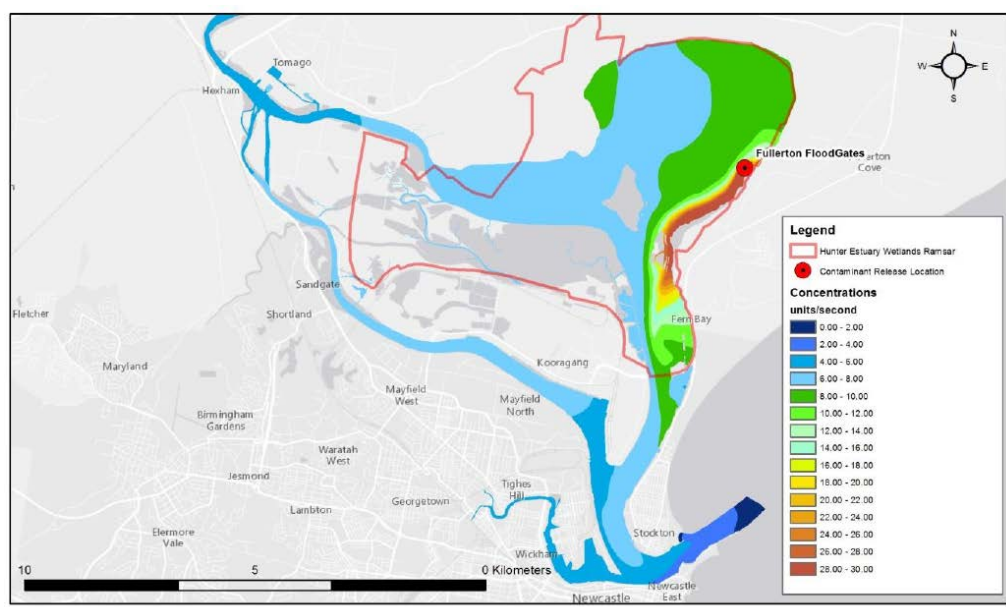 N
W E
S
Tomago
Hexham
Fullerton FloodGates
erton
Cove
Legend
Hunter Estuary Wetlands Ramsar
Contaminant Release Location
Concentrations
units/second
0.00 - 2.00
2.00 - 4.00
4.00 - 6.00
6.00 - 8.00
8.00 - 10.00
10.00 - 12.00
12.00 - 14.00
14.00 - 16.00
16.00 - 18.00
18.00 - 20.00
20.00 - 22.00
22.00 - 24.00
24.00 - 26.00
26.00 - 28.00
28.00 - 30.00
Sandgate
Shortland
Fletcher
Fern Bay
Maryland
Kooragang
Mayfield
West
Mayfield
North
Birmingham
Gardens
Waratah
West
Jesmond
Tighes
Hill
Georgetown
Lambton
Elermore
Vale
Stockton
Wickham
10 5 0 Kilometers
Newcastle
East
Newcastle